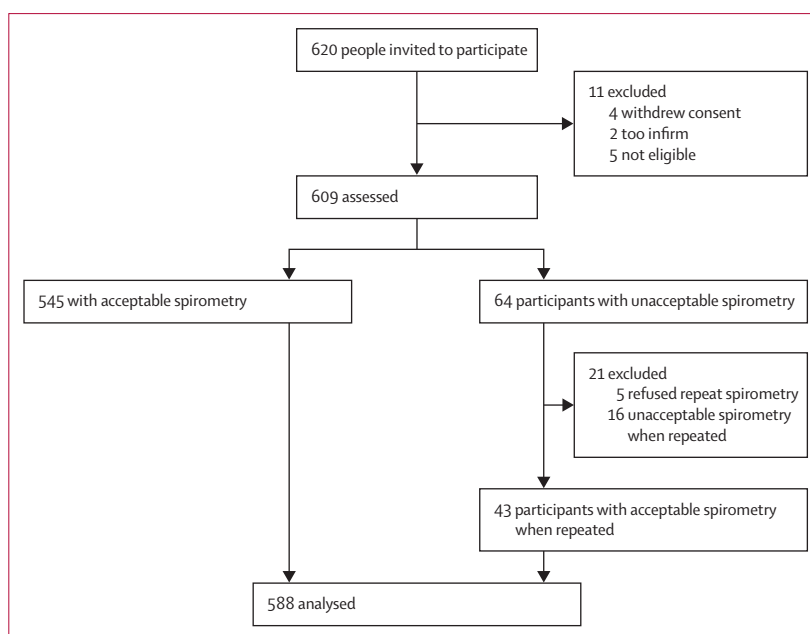 620 people invited to participate
11 excluded
4 withdrew consent
2 too infirm
5 not eligible
609 assessed
545 with acceptable spirometry
64 participants with unacceptable spirometry
21 excluded
5 refused repeat spirometry
16 unacceptable spirometry
when repeated
43 participants with acceptable spirometry
when repeated
588 analysed